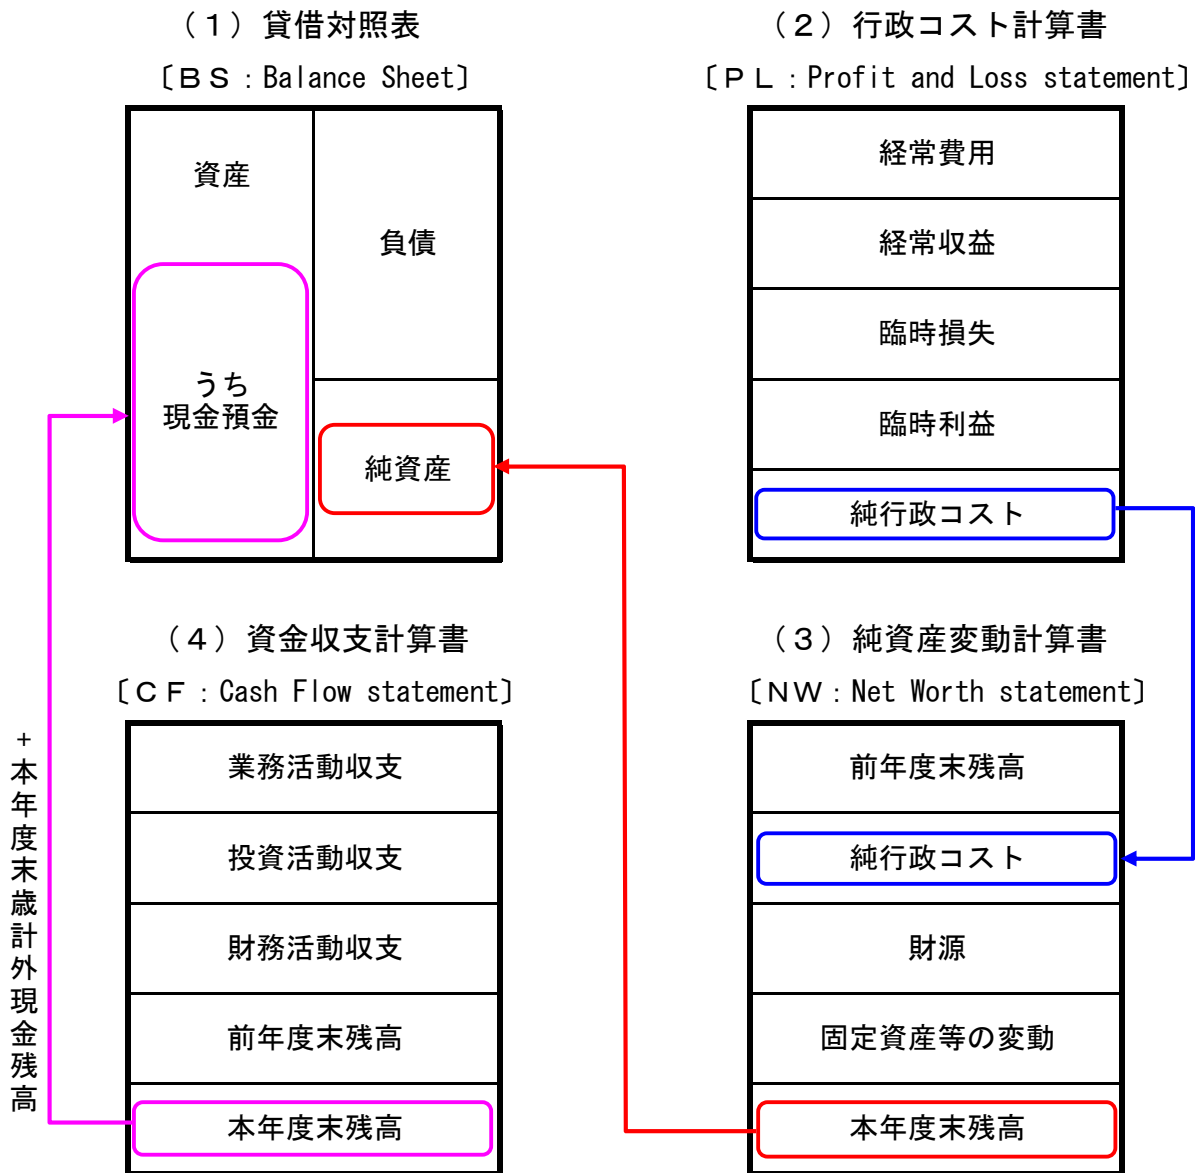 （１）貸借対照表
〔ＢＳ：Balance Sheet〕
資産
負債
うち
現金預金
純資産
（２）行政コスト計算書
〔ＰＬ：Profit and Loss statement〕
経常費用
経常収益
臨時損失
臨時利益
純行政コスト
（４）資金収支計算書
〔ＣＦ：Cash Flow statement〕
業務活動収支
投資活動収支
財務活動収支
前年度末残高
本年度末残高
+本年度末歳計外現金残高
（３）純資産変動計算書
〔ＮＷ：Net Worth statement〕
前年度末残高
純行政コスト
財源
固定資産等の変動
本年度末残高